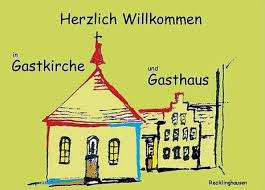 Herzlich Willkommen
in
Gastkirche
und
Gasthaus
Recklinghausen